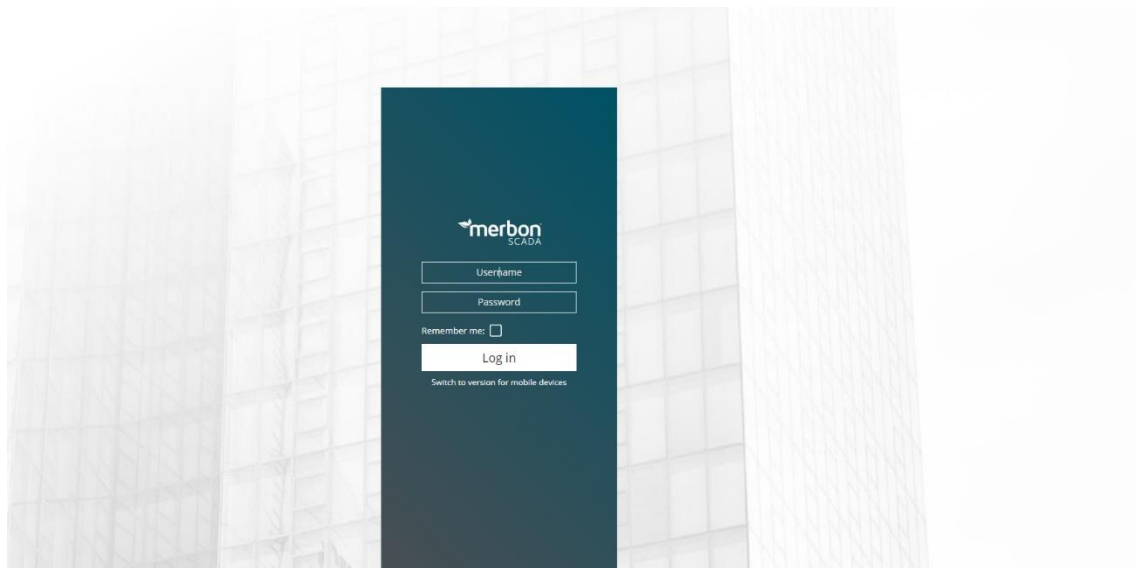 merbon
SCADA
Username
Password
Remember me:
Log in
Switch to version for mobile devices